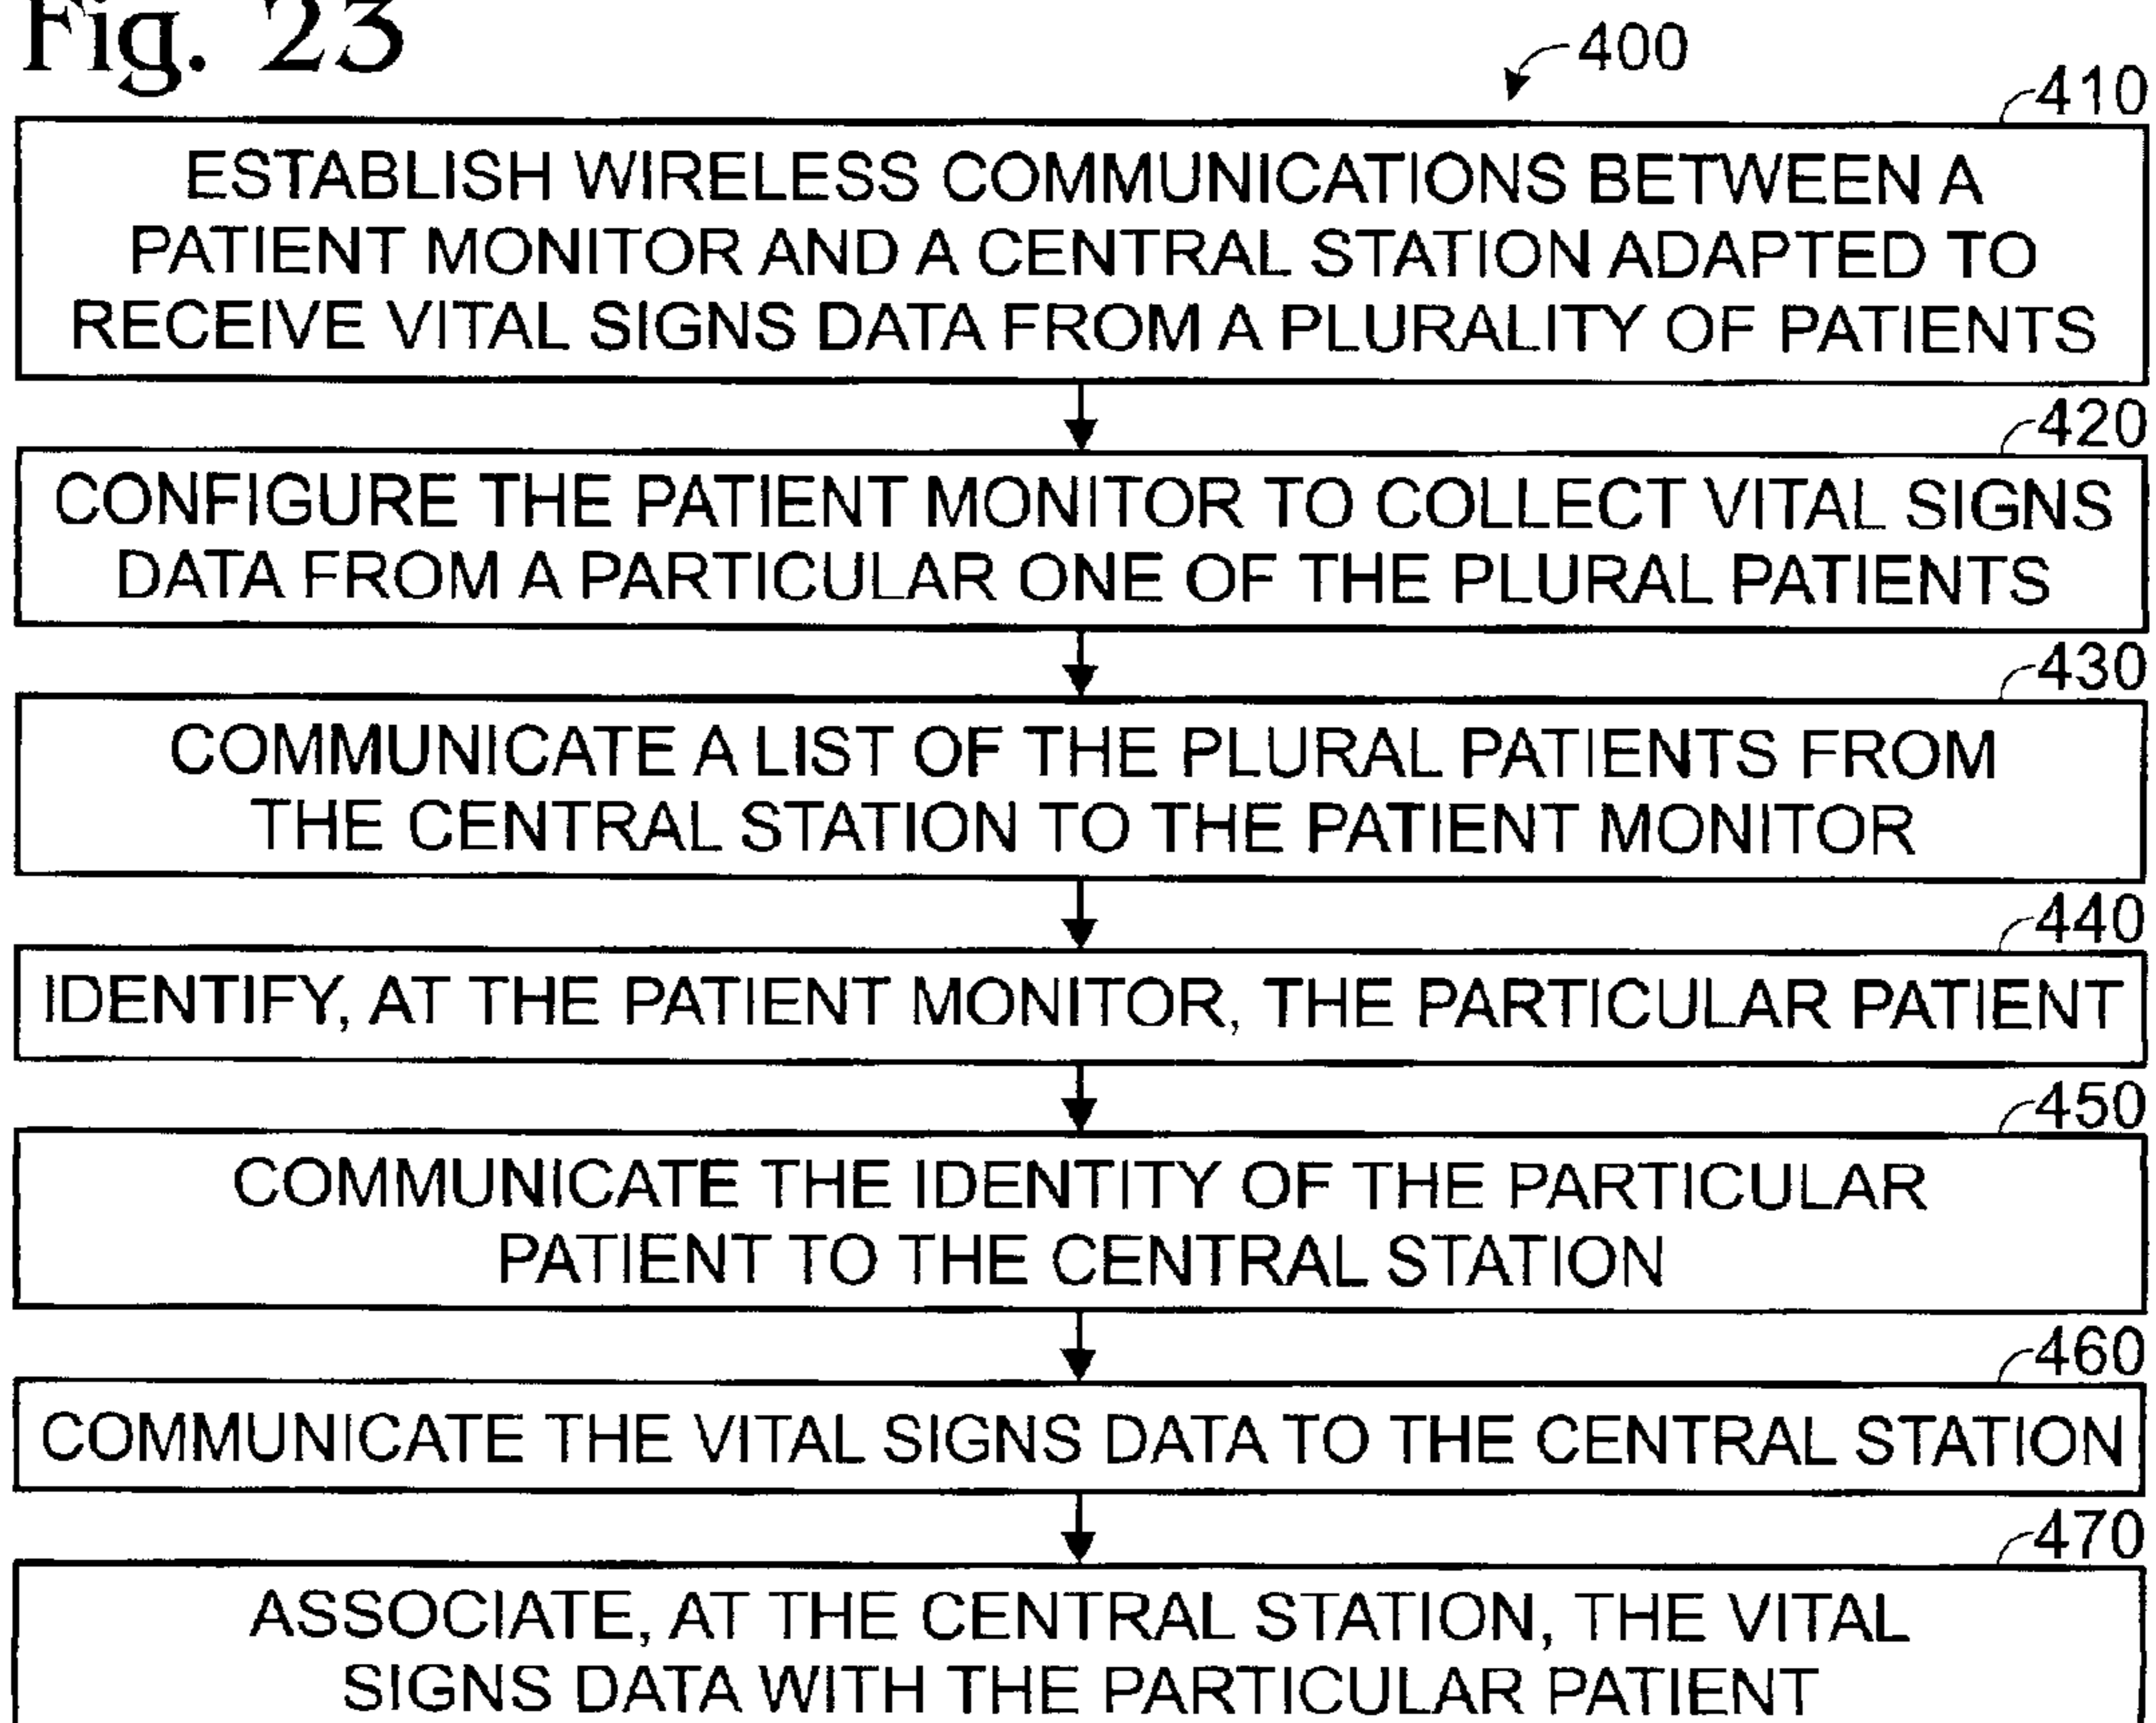 Fig. 23
400
410
ESTABLISH WIRELESS COMMUNICATIONS BETWEEN A
PATIENT MONITOR AND A CENTRAL STATION ADAPTED TO
RECEIVE VITAL SIGNS DATA FROM A PLURALITY OF PATIENTS
420
CONFIGURE THE PATIENT MONITOR TO COLLECT VITAL SIGNS
DATA FROM A PARTICULAR ONE OF THE PLURAL PATIENTS
430
COMMUNICATE A LIST OF THE PLURAL PATIENTS FROM
THE CENTRAL STATION TO THE PATIENT MONITOR
440
IDENTIFY, AT THE PATIENT MONITOR, THE PARTICULAR PATIENT
450
COMMUNICATE THE IDENTITY OF THE PARTICULAR
PATIENT TO THE CENTRAL STATION
460
COMMUNICATE THE VITAL SIGNS DATA TO THE CENTRAL STATION
470
ASSOCIATE, AT THE CENTRAL STATION, THE VITAL
SIGNS DATA WITH THE PARTICULAR PATIENT